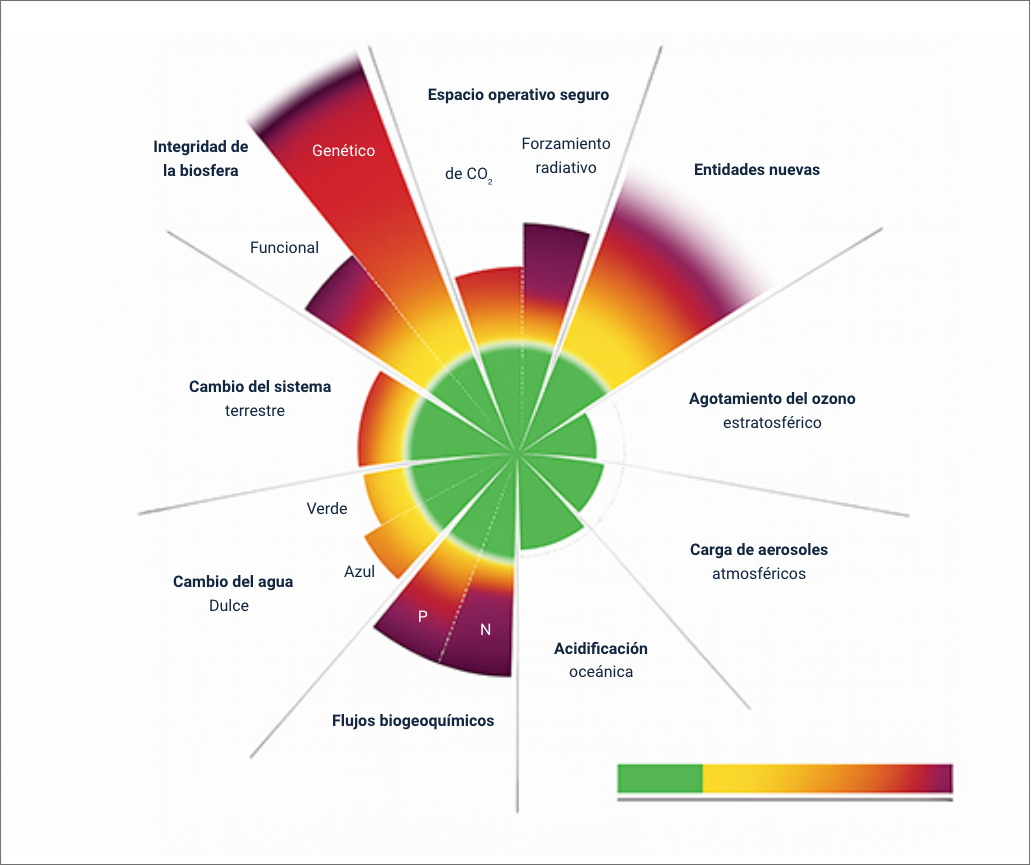 Espacio operativo seguro
Forzamiento
radiativo
de CO₂
Entidades nuevas
Integridad de
la biosfera
Genético
Funcional
Cambio del sistema
terrestre
Agotamiento del ozono
estratosférico
Verde
Azul
Cambio del agua
Dulce
Carga de aerosoles
atmosféricos
P
N
Acidificación
oceánica
Flujos biogeoquímicos